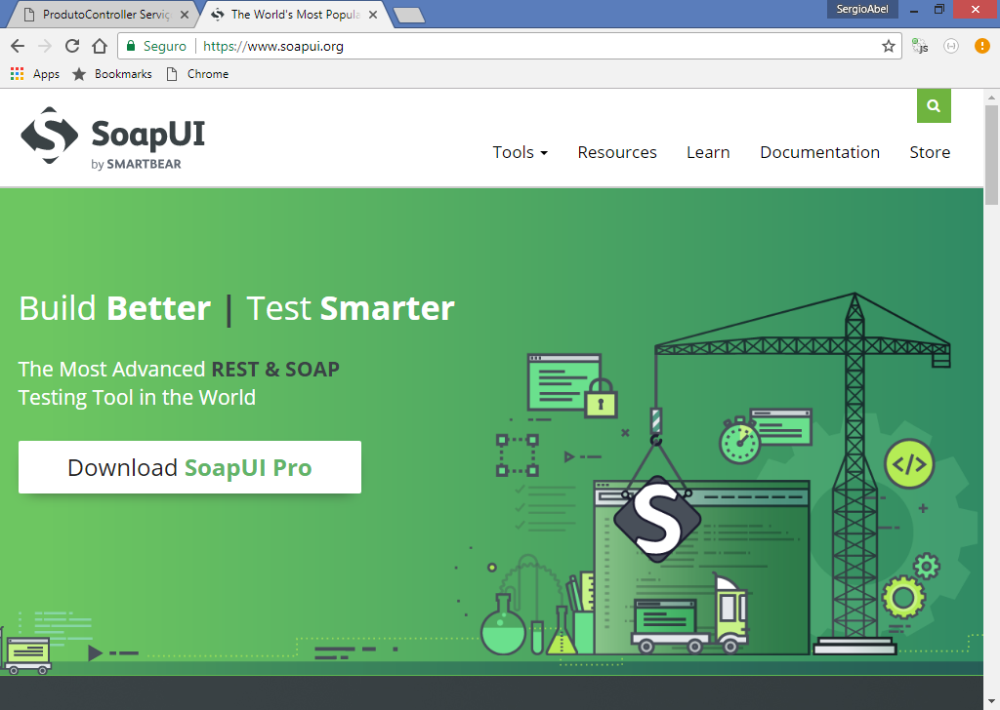 ProdutoController Serviç
The World's Most Popula
SergioAbel
Seguro
https://www.soapui.org
JS
Apps
Bookmarks
Chrome
SoapUI
by SMARTBEAR
Tools
Resources
Learn
Documentation
Store
Build Better | Test Smarter
The Most Advanced REST & SOAP
Testing Tool in the World
Download SoapUI Pro
</>